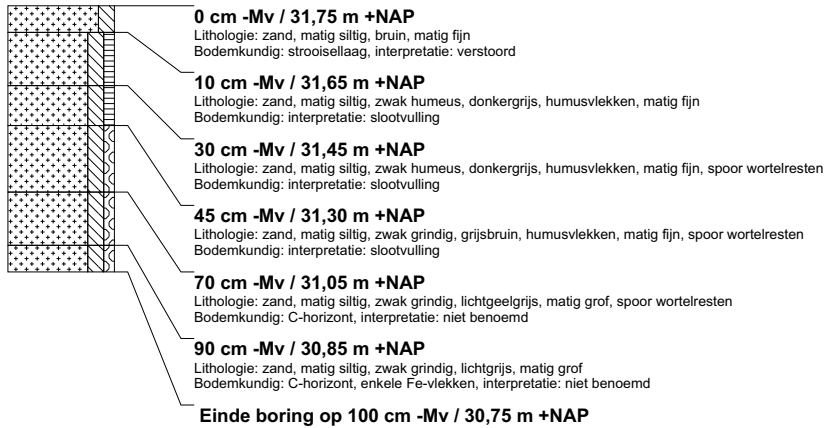 0 cm -Mv / 31,75 m +NAP
Lithologie: zand, matig siltig, bruin, matig fijn
Bodemkundig: strooisellaag, interpretatie: verstoord
10 cm -Mv / 31,65 m +NAP
Lithologie: zand, matig siltig, zwak humeus, donkergrijs, humusvlekken, matig fijn
Bodemkundig: interpretatie: slootvulling
30 cm -Mv / 31,45 m +NAP
Lithologie: zand, matig siltig, zwak humeus, donkergrijs, humusvlekken, matig fijn, spoor wortelresten
Bodemkundig: interpretatie: slootvulling
45 cm -Mv / 31,30 m +NAP
Lithologie: zand, matig siltig, zwak grindig, grijsbruin, humusvlekken, matig fijn, spoor wortelresten
Bodemkundig: interpretatie: slootvulling
70 cm -Mv / 31,05 m +NAP
Lithologie: zand, matig siltig, zwak grindig, lichtgeelgrijs, matig grof, spoor wortelresten
Bodemkundig: C-horizont, interpretatie: niet benoemd
90 cm -Mv / 30,85 m +NAP
Lithologie: zand, matig siltig, zwak grindig, lichtgrijs, matig grof
Bodemkundig: C-horizont, enkele Fe-vlekken, interpretatie: niet benoemd
Einde boring op 100 cm -Mv / 30,75 m +NAP